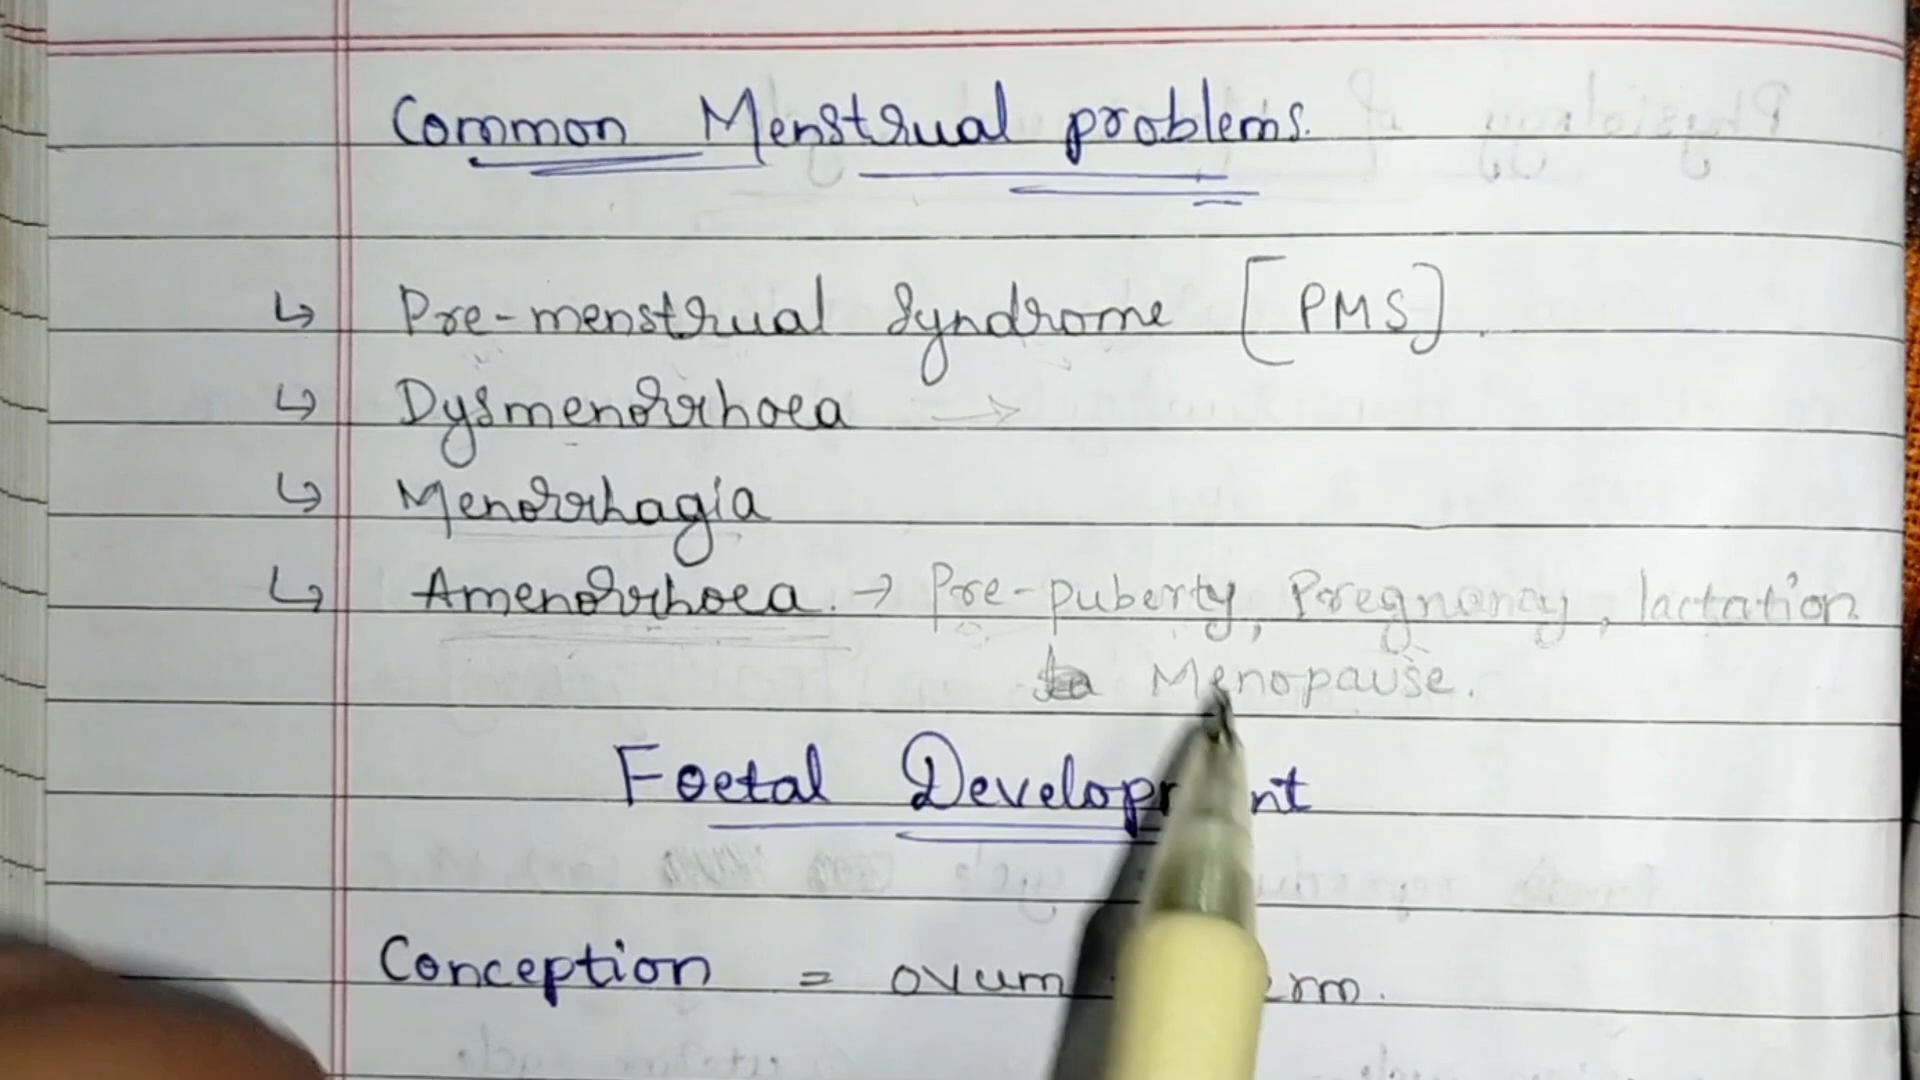 Common Menstrual problems.
↳ Pre-menstrual Syndrome [PMS].
↳ Dysmenorrhoea →
↳ Menorrhagia
↳ Amenorrhoea. → Pre-puberty, Pregnancy, lactation
Menopause.
Foetal Develop nt
Conception = ovum rm.